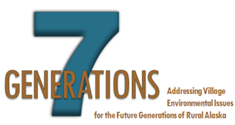 7
GENERATIONS
Addressing Village
Environmental Issues
for the Future Generations of Rural Alaska